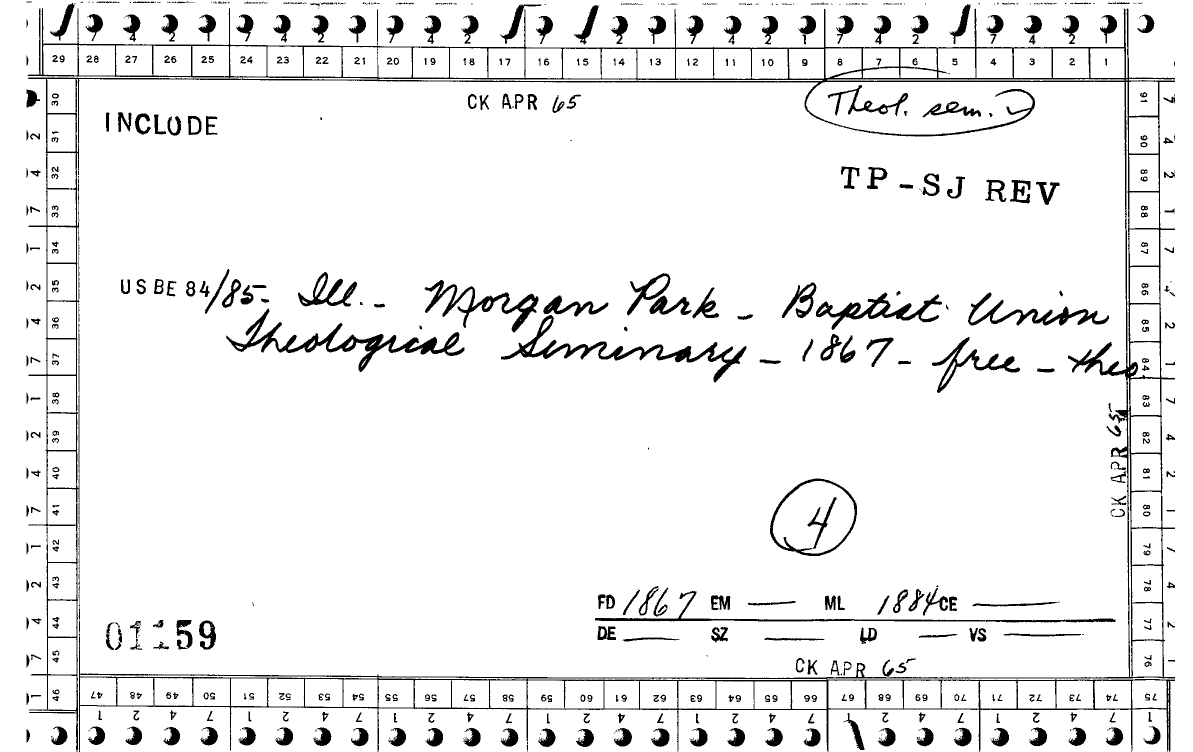 7 4 2 1 7 4 2 1 7 4 2 1 7 4 2 1 7 4 2 1 7 4 2 1
29 28 27 26 25 24 23 22 21 20 19 18 17 16 15 14 13 12 11 10 9 8 7 6 5 4 3 2 1
CK APR 65
Theol. sem.
INCLUDE
TP-SJ REV
USBE 84/85- Ill. - Morgan Park - Baptist Union
Theologicial Seminary - 1867 - free - theo.
CK APR 65
4
FD 1867 EM — ML 1884 CE —
DE — SZ — LD — VS —
01159
CK APR 65
30 31 32 33 34 35 36 37 38 39 40 41 42 43 44 45 46
91 90 89 88 87 86 85 84 83 82 81 80 79 78 77 76
47 48 49 50 51 52 53 54 55 56 57 58 59 60 61 62 63 64 65 66 67 68 69 70 71 72 73 74 75
1 2 4 7 1 2 4 7 1 2 4 7 1 2 4 7 1 2 4 7 1 2 4 7 1 2 4 7 1